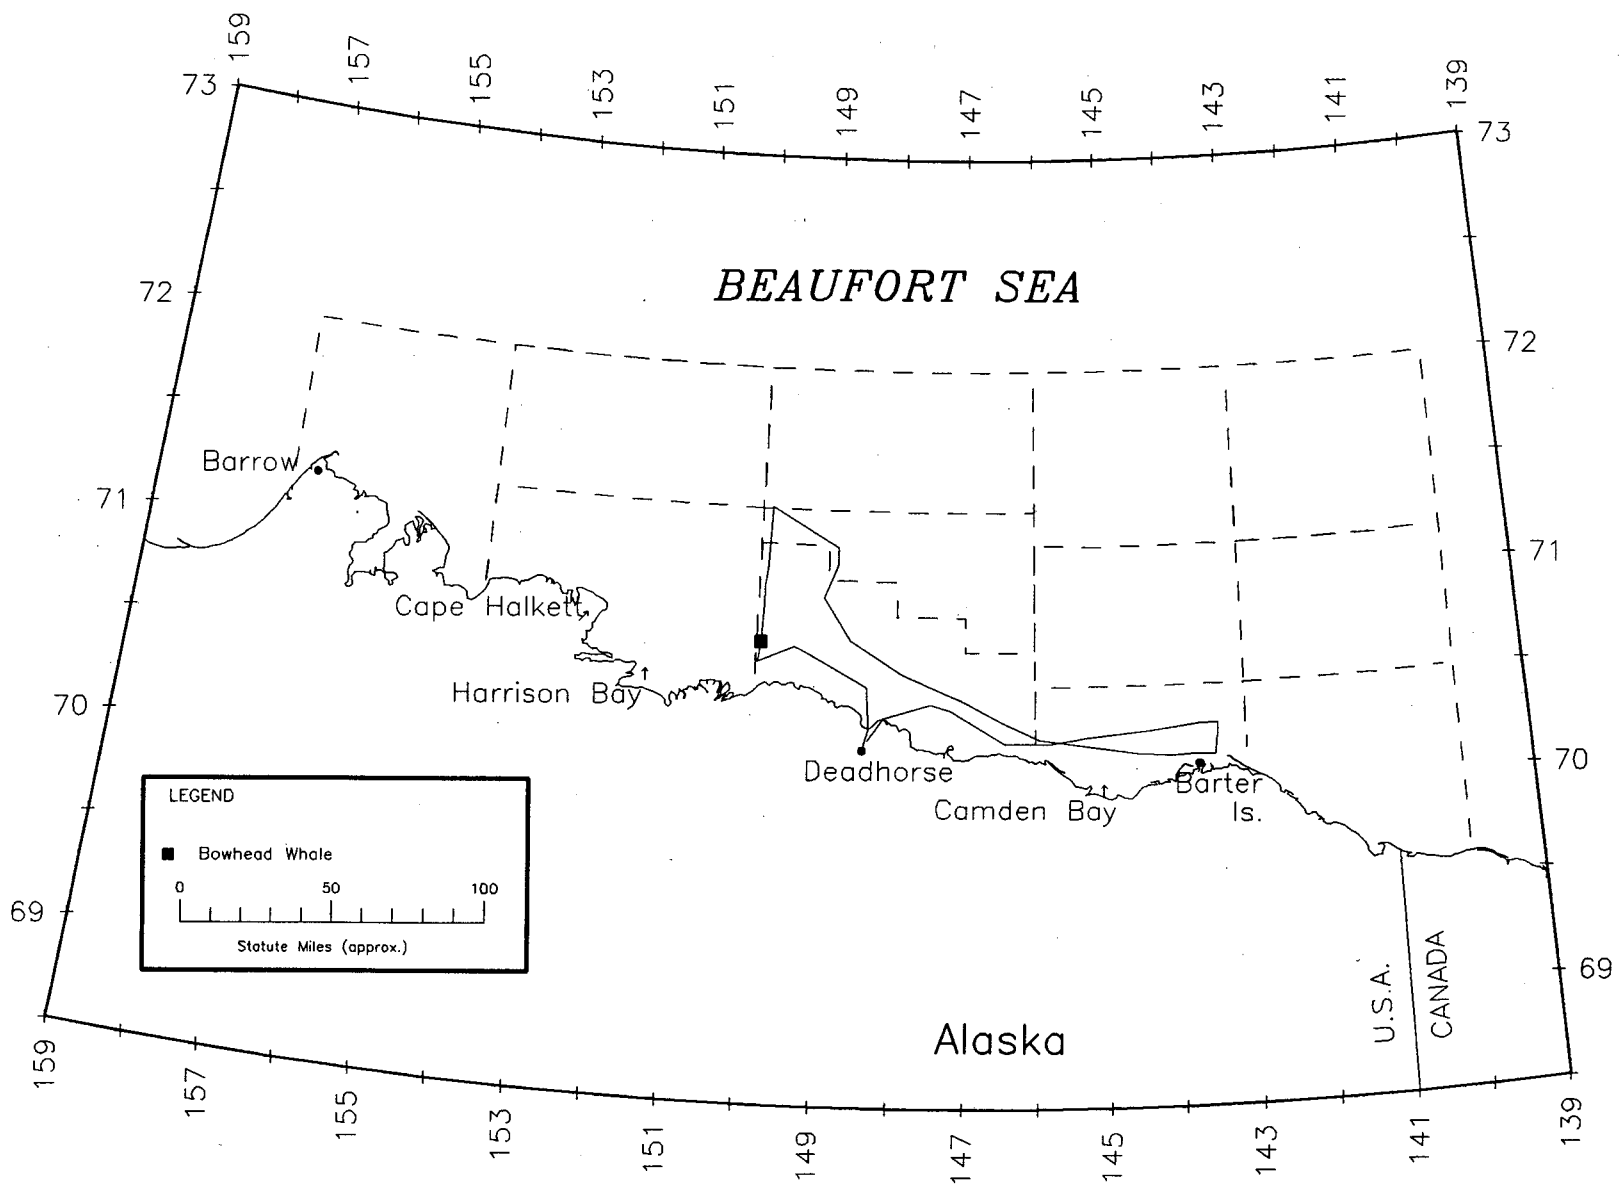 159
157
155
153
151
149
147
145
143
141
139
73
73
BEAUFORT SEA
72
72
Barrow
71
71
Cape Halkett
Harrison Bay
70
70
Deadhorse
Camden Bay
Barter
Is.
LEGEND
Bowhead Whale
0 50 100
Statute Miles (approx.)
69
69
U.S.A.
CANADA
Alaska
159
157
155
153
151
149
147
145
143
141
139